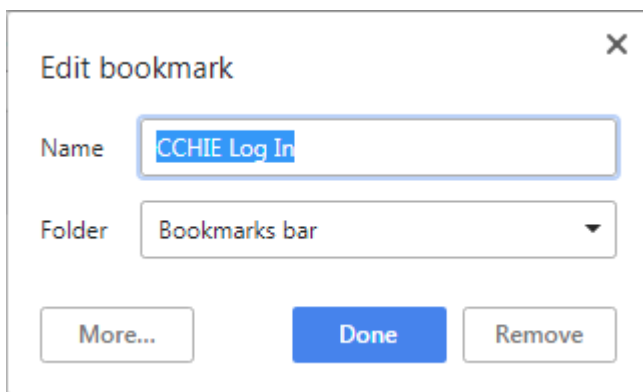 Edit bookmark
Name CCHIE Log In
Folder Bookmarks bar
More... Done Remove